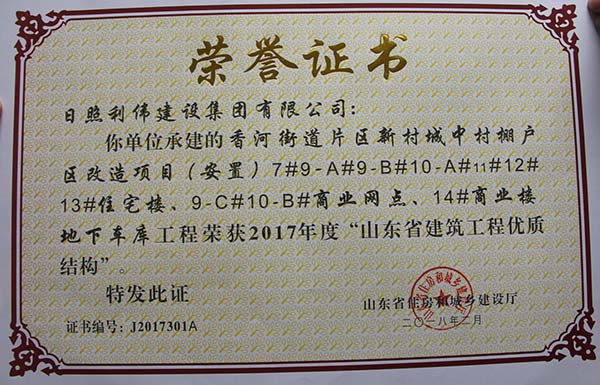 荣誉证书
日照利伟建设集团有限公司:
你单位承建的香河街道片区新村城中村棚户
区改造项目（安置）7#9-A#9-B#10-A#11#12#
13#住宅楼、9-C#10-B#商业网点、14#商业楼
地下车库工程荣获2017年度“山东省建筑工程优质
结构”。
特发此证
山东省住房和城乡建设厅
二〇一八年二月
证书编号: J2017301A